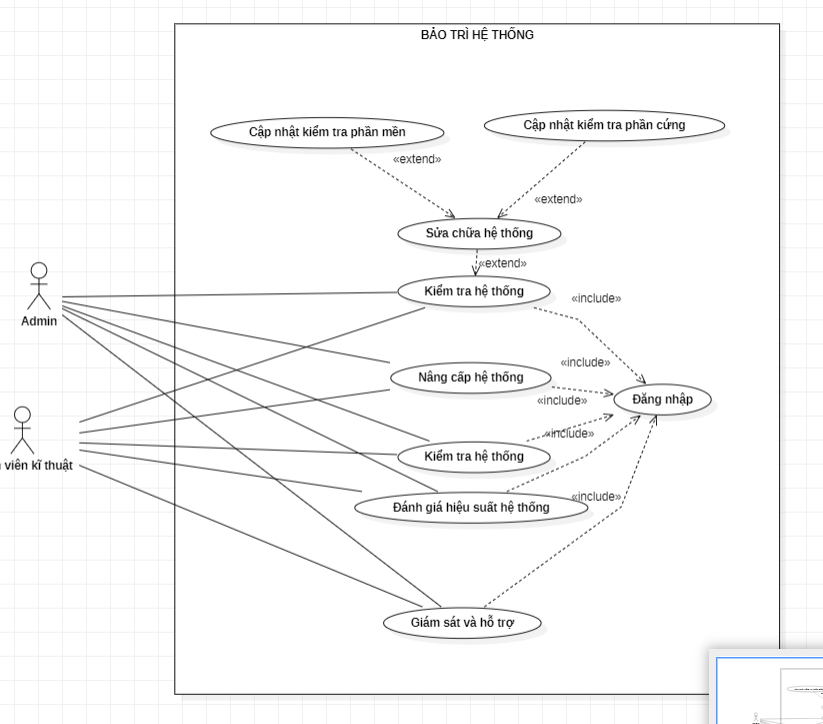 BẢO TRÌ HỆ THỐNG
Cập nhật kiểm tra phần mền
Cập nhật kiểm tra phần cứng
«extend»
«extend»
Sửa chữa hệ thống
«extend»
Kiểm tra hệ thống
«include»
Admin
«include»
Nâng cấp hệ thống
«include»
Đăng nhập
«include»
Kiểm tra hệ thống
viên kĩ thuật
«include»
Đánh giá hiệu suất hệ thống
Giám sát và hỗ trợ